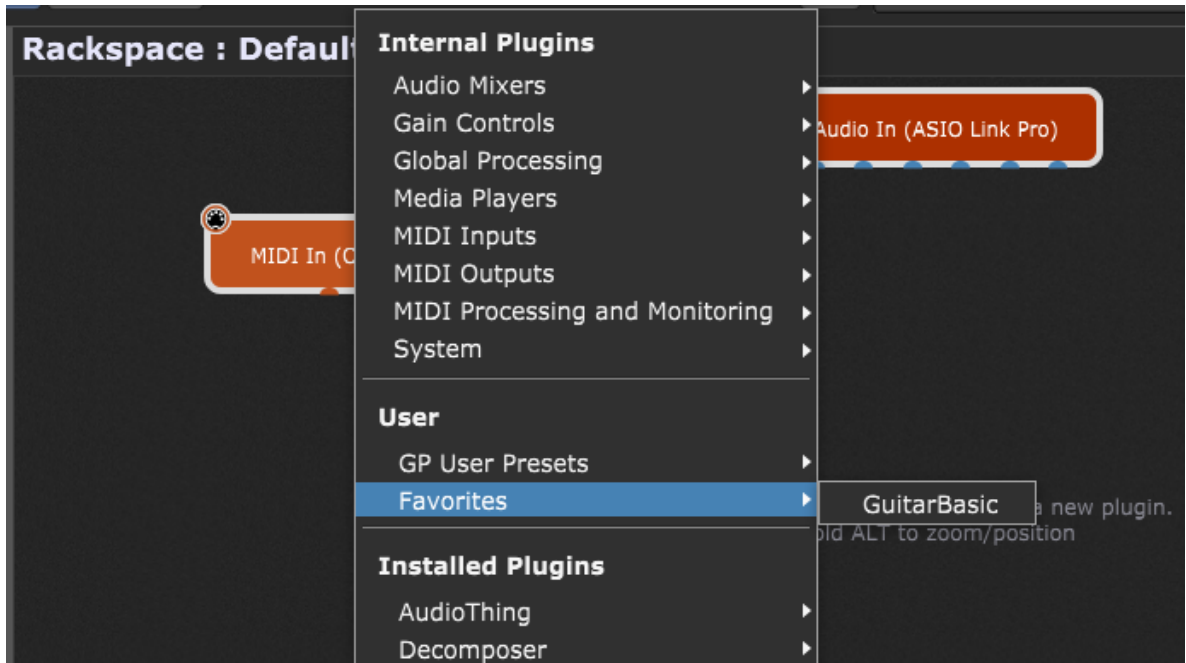 Rackspace : Default
Internal Plugins
Audio Mixers
Gain Controls
Global Processing
Media Players
MIDI Inputs
MIDI Outputs
MIDI Processing and Monitoring
System
User
GP User Presets
Favorites
GuitarBasic
Installed Plugins
AudioThing
Decomposer
Audio In (ASIO Link Pro)
MIDI In (
new plugin.
ALT to zoom/position